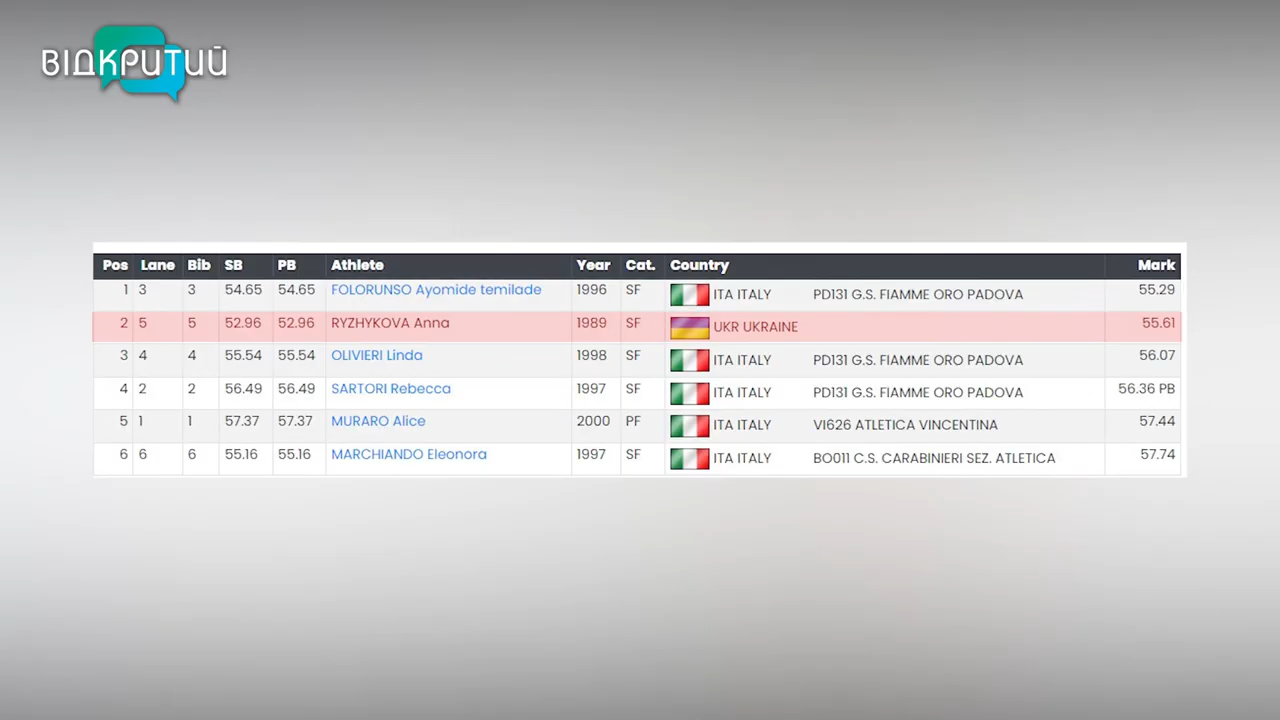 ВІДКРИТИЙ
Pos Lane Bib SB PB Athlete Year Cat. Country Mark
1 3 3 54.65 54.65 FOLORUNSO Ayomide temilade 1996 SF ITA ITALY PD131 G.S. FIAMME ORO PADOVA 55.29
2 5 5 52.96 52.96 RYZHYKOVA Anna 1989 SF UKR UKRAINE 55.61
3 4 4 55.54 55.54 OLIVIERI Linda 1998 SF ITA ITALY PD131 G.S. FIAMME ORO PADOVA 56.07
4 2 2 56.49 56.49 SARTORI Rebecca 1997 SF ITA ITALY PD131 G.S. FIAMME ORO PADOVA 56.36 PB
5 1 1 57.37 57.37 MURARO Alice 2000 PF ITA ITALY VI626 ATLETICA VINCENTINA 57.44
6 6 6 55.16 55.16 MARCHIANDO Eleonora 1997 SF ITA ITALY BO011 C.S. CARABINIERI SEZ. ATLETICA 57.74